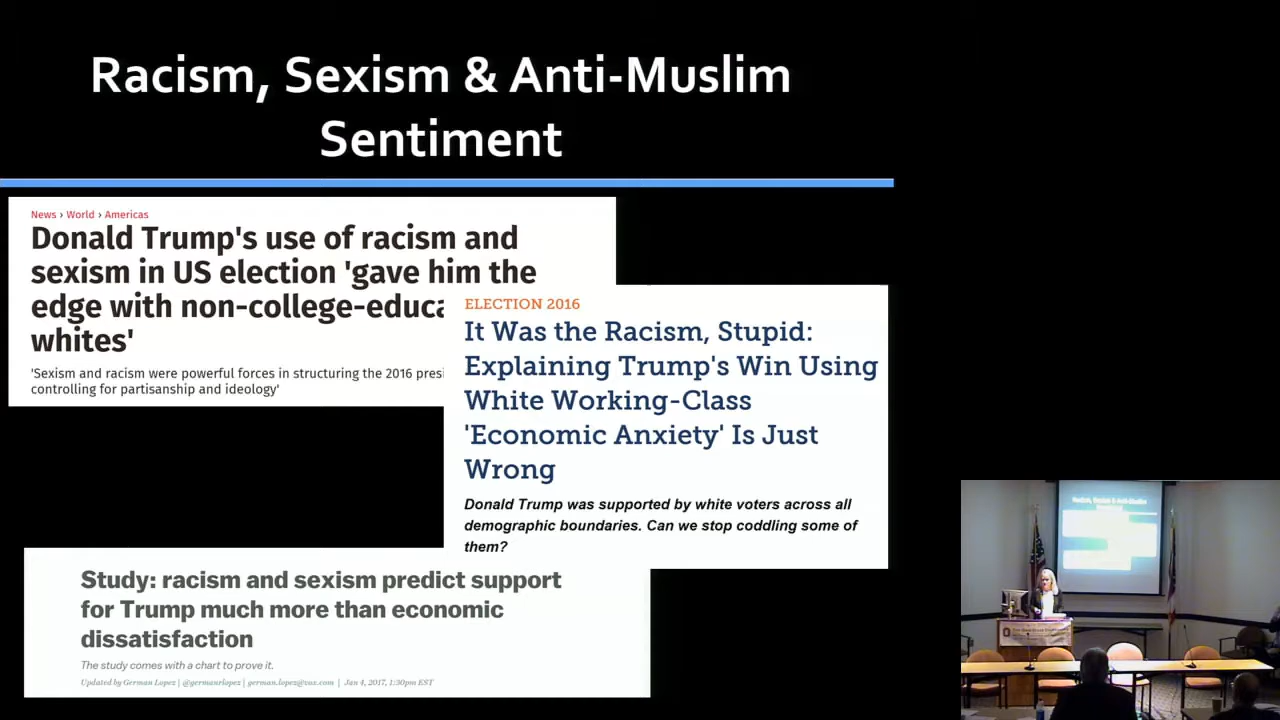 Racism, Sexism & Anti-Muslim
Sentiment
News › World › Americas
Donald Trump's use of racism and
sexism in US election 'gave him the
edge with non-college-educa
whites'
'Sexism and racism were powerful forces in structuring the 2016 presi
controlling for partisanship and ideology'
ELECTION 2016
It Was the Racism, Stupid:
Explaining Trump's Win Using
White Working-Class
'Economic Anxiety' Is Just
Wrong
Donald Trump was supported by white voters across all
demographic boundaries. Can we stop coddling some of
them?
Study: racism and sexism predict support
for Trump much more than economic
dissatisfaction
The study comes with a chart to prove it.
Updated by German Lopez | @germanrlopez | german.lopez@vox.com | Jan 4, 2017, 1:30pm EST
Racism, Sexism & Anti-Muslim
Sentiment